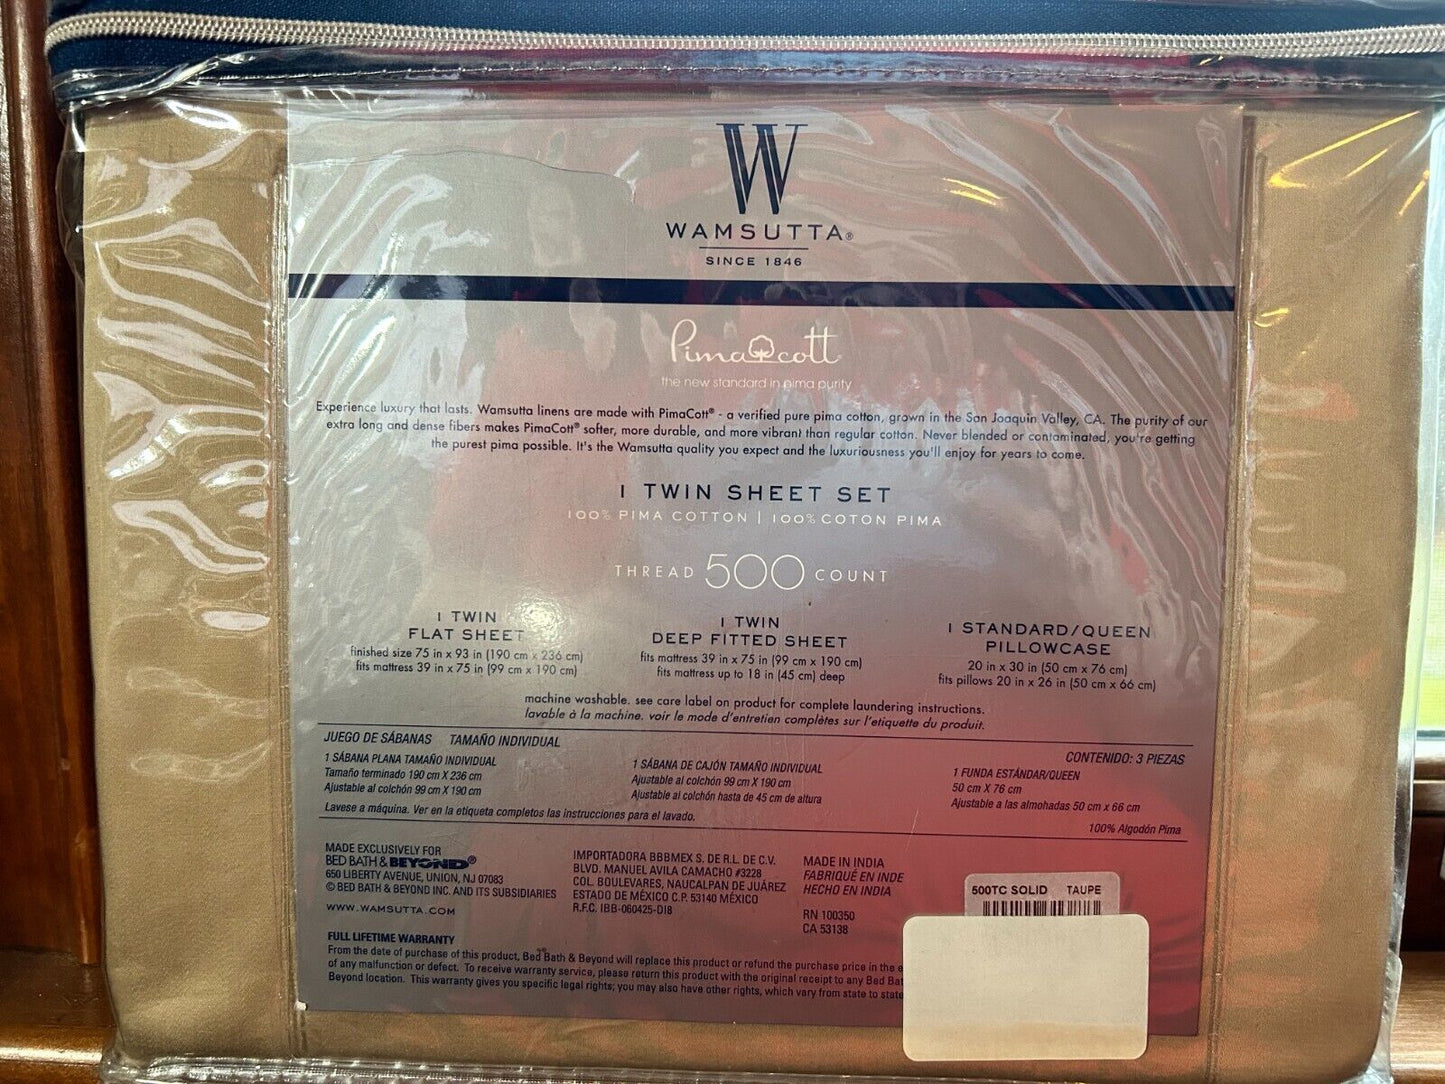 W
WAMSUTTA®
SINCE 1846
Pimacott
the new standard in pima purity
Experience luxury that lasts. Wamsutta linens are made with PimaCott® - a verified pure pima cotton, grown in the San Joaquin Valley, CA. The purity of our
extra long and dense fibers makes PimaCott® softer, more durable, and more vibrant than regular cotton. Never blended or contaminated, you're getting
the purest pima possible. It's the Wamsutta quality you expect and the luxuriousness you'll enjoy for years to come.
1 TWIN SHEET SET
100% PIMA COTTON | 100% COTON PIMA
THREAD 500 COUNT
1 TWIN
FLAT SHEET
finished size 75 in x 93 in (190 cm x 236 cm)
fits mattress 39 in x 75 in (99 cm x 190 cm)
1 TWIN
DEEP FITTED SHEET
fits mattress 39 in x 75 in (99 cm x 190 cm)
fits mattress up to 18 in (45 cm) deep
1 STANDARD/QUEEN
PILLOWCASE
20 in x 30 in (50 cm x 76 cm)
fits pillows 20 in x 26 in (50 cm x 66 cm)
machine washable. see care label on product for complete laundering instructions.
lavable à la machine. voir le mode d'entretien complètes sur l'etiquette du produit.
JUEGO DE SÁBANAS TAMAÑO INDIVIDUAL
CONTENIDO: 3 PIEZAS
1 SÁBANA PLANA TAMAÑO INDIVIDUAL
Tamaño terminado 190 cm X 236 cm
Ajustable al colchón 99 cm X 190 cm
1 SÁBANA DE CAJÓN TAMAÑO INDIVIDUAL
Ajustable al colchón 99 cm X 190 cm
Ajustable al colchón hasta de 45 cm de altura
1 FUNDA ESTÁNDAR/QUEEN
50 cm X 76 cm
Ajustable a las almohadas 50 cm x 66 cm
Lavese a máquina. Ver en la etiqueta completos las instrucciones para el lavado.
100% Algodón Pima
MADE EXCLUSIVELY FOR
BED BATH & BEYOND®
650 LIBERTY AVENUE, UNION, NJ 07083
© BED BATH & BEYOND INC. AND ITS SUBSIDIARIES
WWW.WAMSUTTA.COM
IMPORTADORA BBBMEX S. DE R.L. DE C.V.
BLVD. MANUEL AVILA CAMACHO #3228
COL. BOULEVARES, NAUCALPAN DE JUÁREZ
ESTADO DE MÉXICO C.P. 53140 MÉXICO
R.F.C. IBB-060425-DI8
MADE IN INDIA
FABRIQUÉ EN INDE
HECHO EN INDIA
RN 100350
CA 53138
500TC SOLID TAUPE
FULL LIFETIME WARRANTY
From the date of purchase of this product, Bed Bath & Beyond will replace this product or refund the purchase price in the
of any malfunction or defect. To receive warranty service, please return this product with the original receipt to any Bed
Beyond location. This warranty gives you specific legal rights; you may also have other rights, which vary from state to state